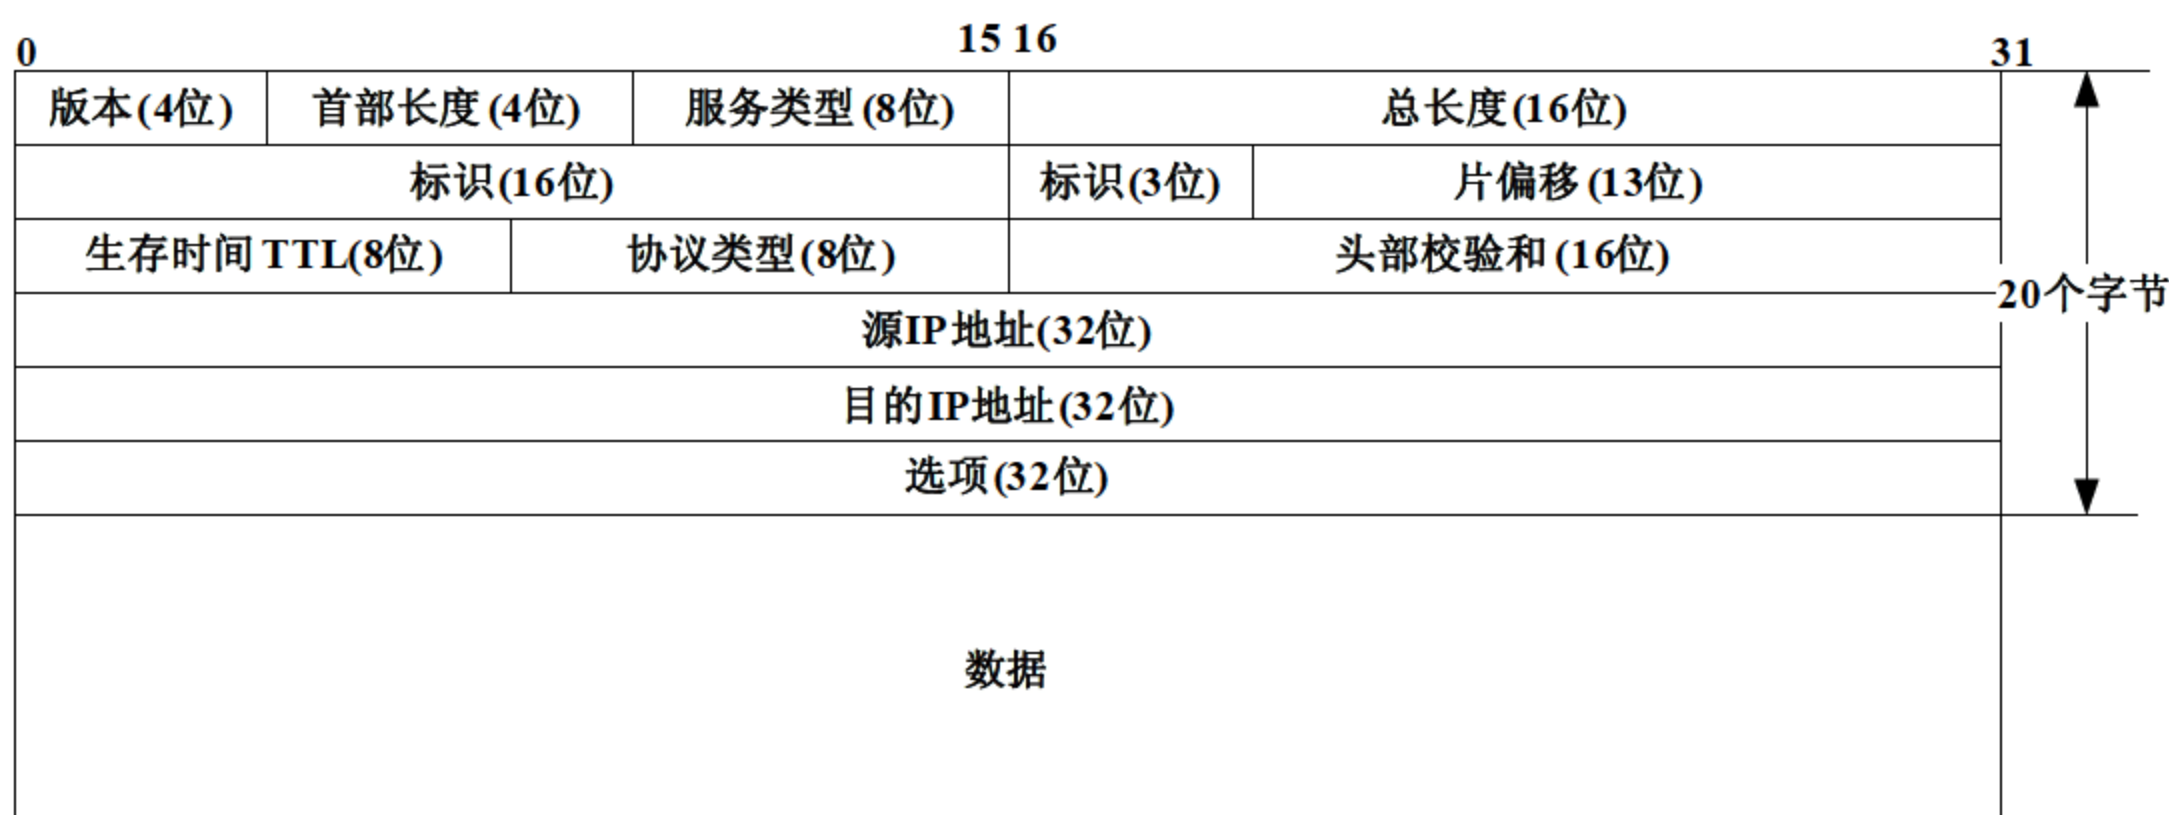 0 15 16 31
版本(4位) 首部长度(4位) 服务类型(8位) 总长度(16位)
标识(16位) 标识(3位) 片偏移(13位)
生存时间TTL(8位) 协议类型(8位) 头部校验和(16位)
20个字节
源IP地址(32位)
目的IP地址(32位)
选项(32位)
数据